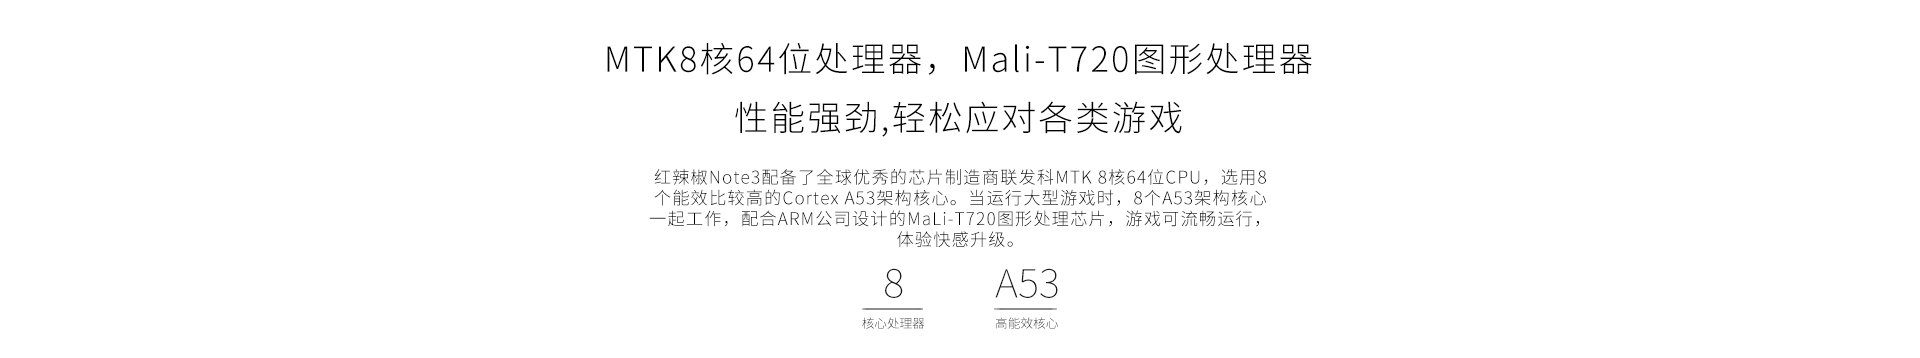 MTK8核64位处理器，Mali-T720图形处理器
性能强劲,轻松应对各类游戏
红辣椒Note3配备了全球优秀的芯片制造商联发科MTK 8核64位CPU，选用8
个能效比较高的Cortex A53架构核心。当运行大型游戏时，8个A53架构核心
一起工作，配合ARM公司设计的MaLi-T720图形处理芯片，游戏可流畅运行，
体验快感升级。
8 A53
核心处理器 高能效核心